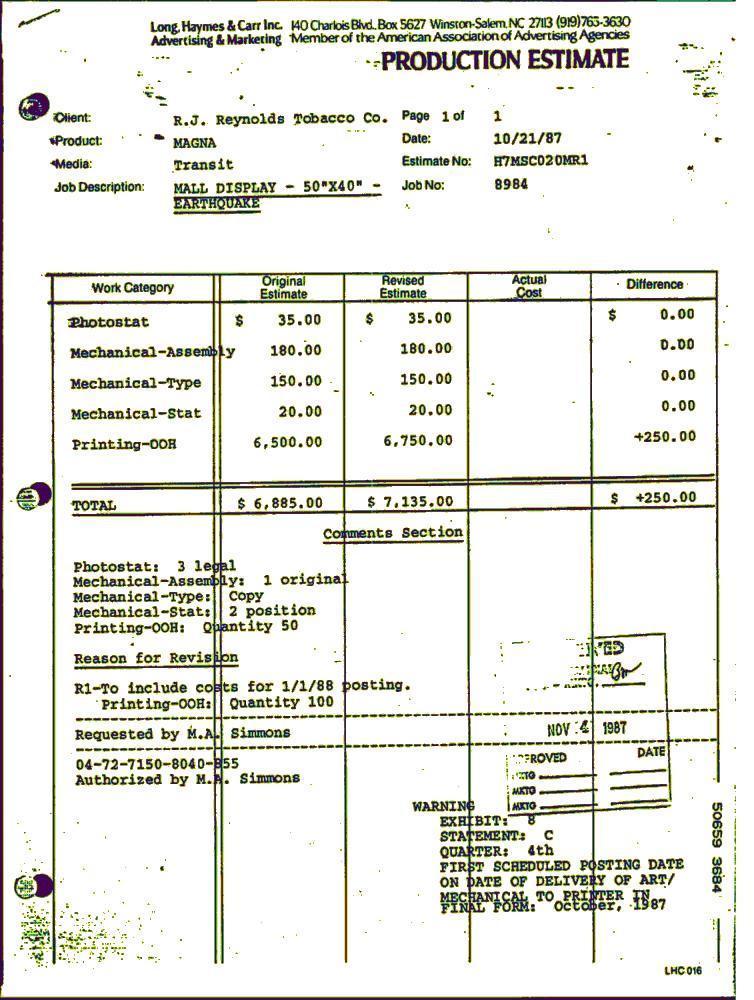 Long, Haymes & Carr Inc. 140 Charlois Blvd. Box 5627 Winston-Salem, NC 27113 (919)765-3630
Advertising & Marketing Member of the American Association of Advertising Agencies
PRODUCTION ESTIMATE
Client: R.J. Reynolds Tobacco Co. Page 1 of 1
Product: MAGNA Date: 10/21/87
Media: Transit Estimate No: H7MSC020MR1
Job Description: MALL DISPLAY - 50"X40" - Job No: 8984
EARTHQUAKE
Work Category Original Estimate Revised Estimate Actual Cost Difference
Photostat $ 35.00 $ 35.00 $ 0.00
Mechanical-Assembly 180.00 180.00 0.00
Mechanical-Type 150.00 150.00 0.00
Mechanical-Stat 20.00 20.00 0.00
Printing-OOH 6,500.00 6,750.00 +250.00
TOTAL $ 6,885.00 $ 7,135.00 $ +250.00
Comments Section
Photostat: 3 legal
Mechanical-Assembly: 1 original
Mechanical-Type: Copy
Mechanical-Stat: 2 position
Printing-OOH: Quantity 50
Reason for Revision
R1-To include costs for 1/1/88 posting.
Printing-OOH: Quantity 100
Requested by M.A. Simmons NOV 4 1987
04-72-7150-8040-855
Authorized by M.A. Simmons
DATE
MKTG
MKTG
WARNING
EXHIBIT: 8
STATEMENT: C
QUARTER: 4th
FIRST SCHEDULED POSTING DATE
ON DATE OF DELIVERY OF ART/
MECHANICAL TO PRINTER IN
FINAL FORM: October, 1987
50659 3684
LHC 016